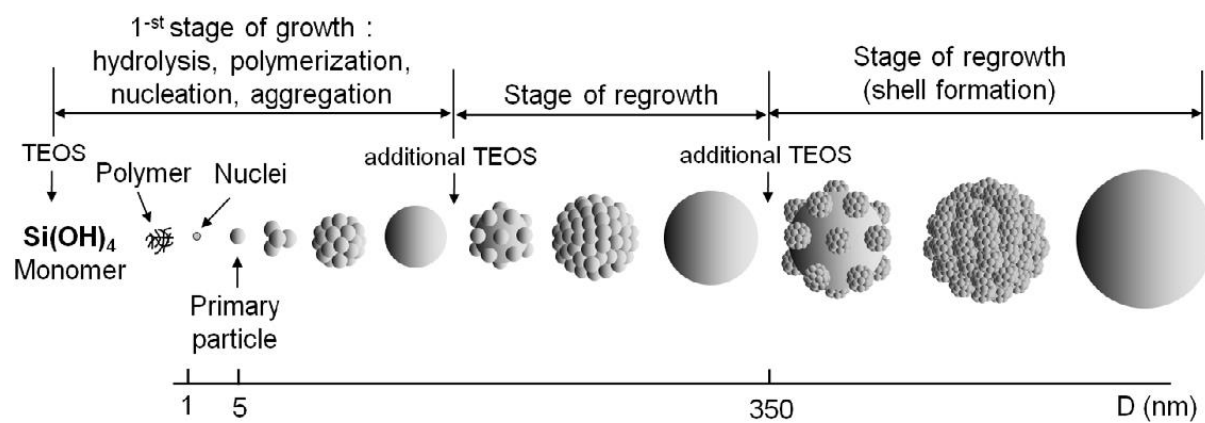 1-st stage of growth :
hydrolysis, polymerization,
nucleation, aggregation
Stage of regrowth
Stage of regrowth
(shell formation)
TEOS
additional TEOS
additional TEOS
Polymer
Nuclei
Si(OH)4
Monomer
Primary
particle
1
5
350
D (nm)